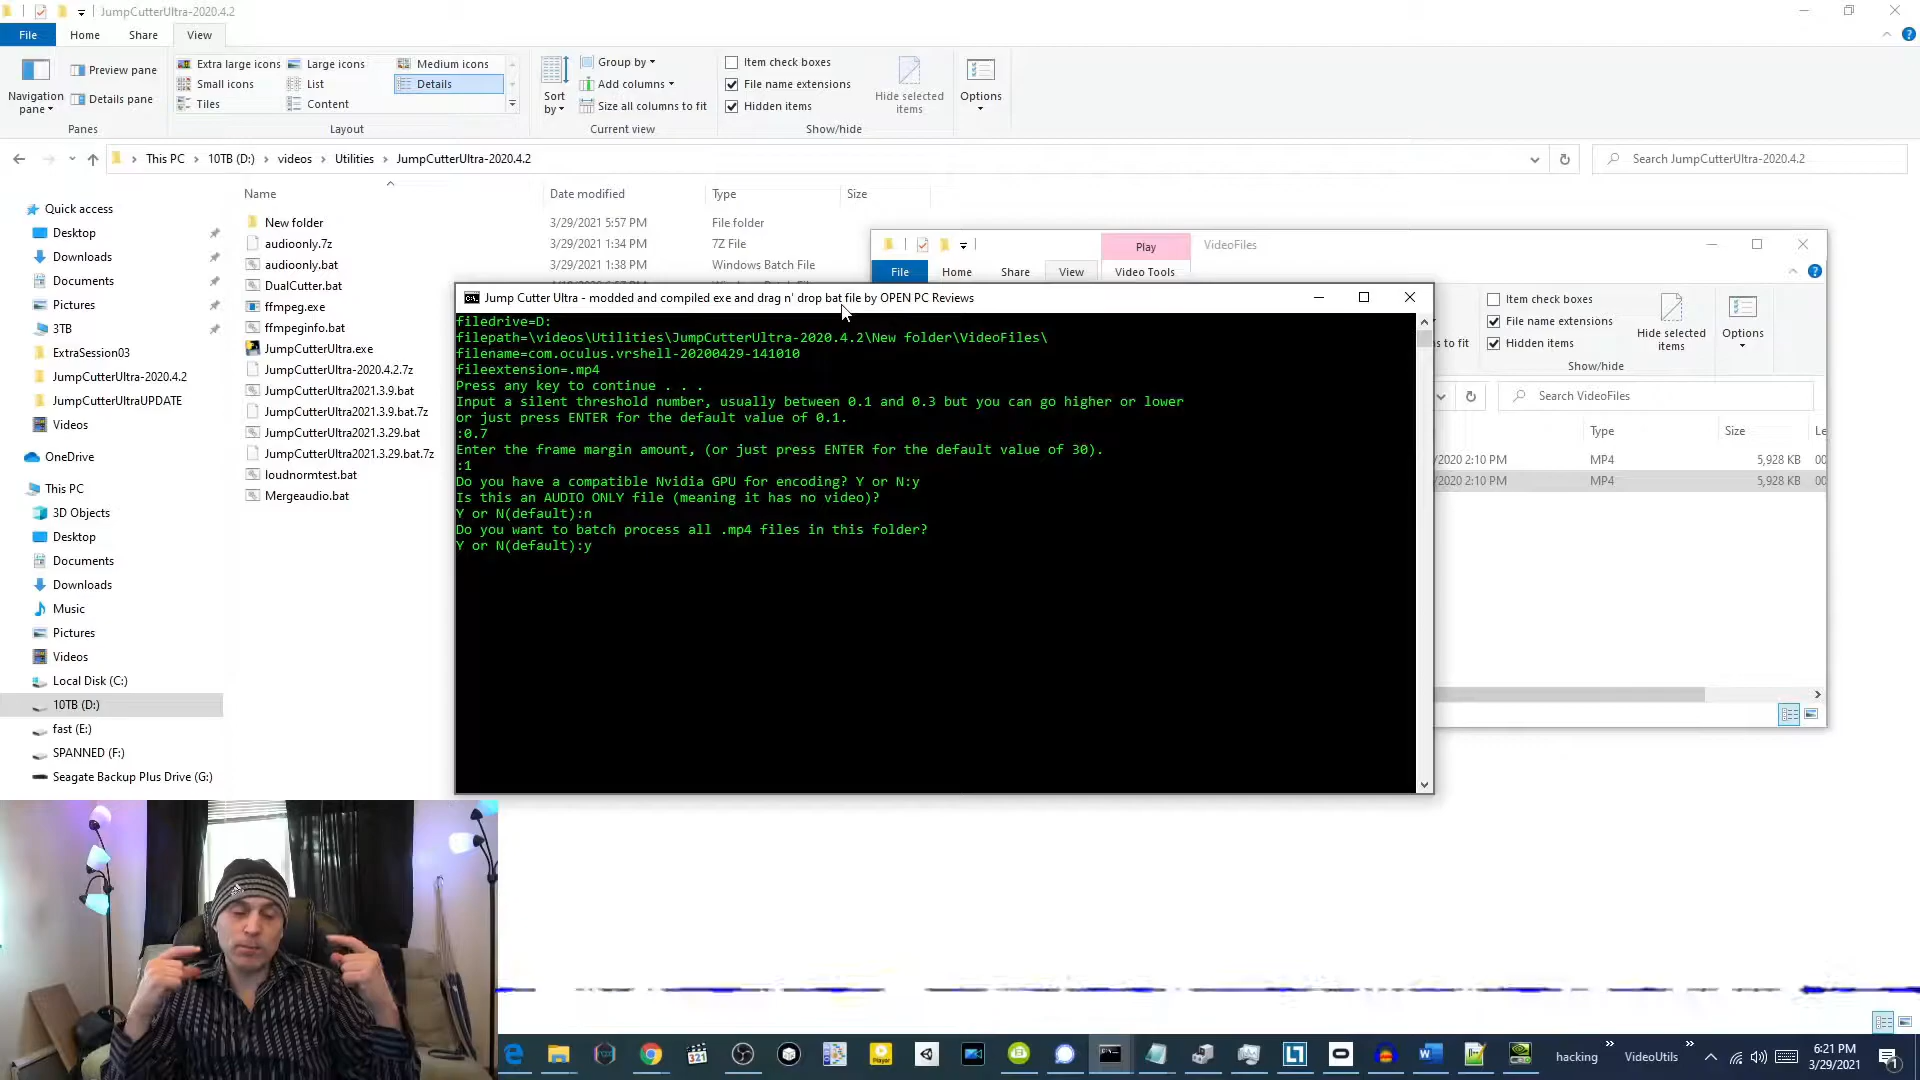 JumpCutterUltra-2020.4.2
File
Home
Share
View
Navigation pane
Preview pane
Details pane
Panes
Extra large icons
Large icons
Medium icons
Small icons
List
Details
Tiles
Content
Layout
Sort by
Group by
Add columns
Size all columns to fit
Current view
Item check boxes
File name extensions
Hidden items
Hide selected items
Show/hide
Options
This PC
10TB (D:)
videos
Utilities
JumpCutterUltra-2020.4.2
Search JumpCutterUltra-2020.4.2
Quick access
Desktop
Downloads
Documents
Pictures
3TB
ExtraSession03
JumpCutterUltra-2020.4.2
JumpCutterUltraUPDATE
Videos
OneDrive
This PC
3D Objects
Desktop
Documents
Downloads
Music
Pictures
Videos
Local Disk (C:)
10TB (D:)
fast (E:)
SPANNED (F:)
Seagate Backup Plus Drive (G:)
Name Date modified Type Size
New folder 3/29/2021 5:57 PM File folder
audioonly.7z 3/29/2021 1:34 PM 7Z File
audioonly.bat 3/29/2021 1:38 PM Windows Batch File
DualCutter.bat
ffmpeg.exe
ffmpeginfo.bat
JumpCutterUltra.exe
JumpCutterUltra-2020.4.2.7z
JumpCutterUltra2021.3.9.bat
JumpCutterUltra2021.3.9.bat.7z
JumpCutterUltra2021.3.29.bat
JumpCutterUltra2021.3.29.bat.7z
loudnormtest.bat
Mergeaudio.bat
Play
VideoFiles
File
Home
Share
View
Video Tools
Item check boxes
File name extensions
Hidden items
Hide selected items
Show/hide
Options
s to fit
Search VideoFiles
Type Size Le
/2020 2:10 PM MP4 5,928 KB 00
/2020 2:10 PM MP4 5,928 KB 00
Jump Cutter Ultra - modded and compiled exe and drag n' drop bat file by OPEN PC Reviews
filedrive=D:
filepath=\videos\Utilities\JumpCutterUltra-2020.4.2\New folder\VideoFiles\
filename=com.oculus.vrshell-20200429-141010
fileextension=.mp4
Press any key to continue . . .
Input a silent threshold number, usually between 0.1 and 0.3 but you can go higher or lower
or just press ENTER for the default value of 0.1.
:0.7
Enter the frame margin amount, (or just press ENTER for the default value of 30).
:1
Do you have a compatible Nvidia GPU for encoding? Y or N:y
Is this an AUDIO ONLY file (meaning it has no video)?
Y or N(default):n
Do you want to batch process all .mp4 files in this folder?
Y or N(default):y
321
hacking
VideoUtils
6:21 PM
3/29/2021
1